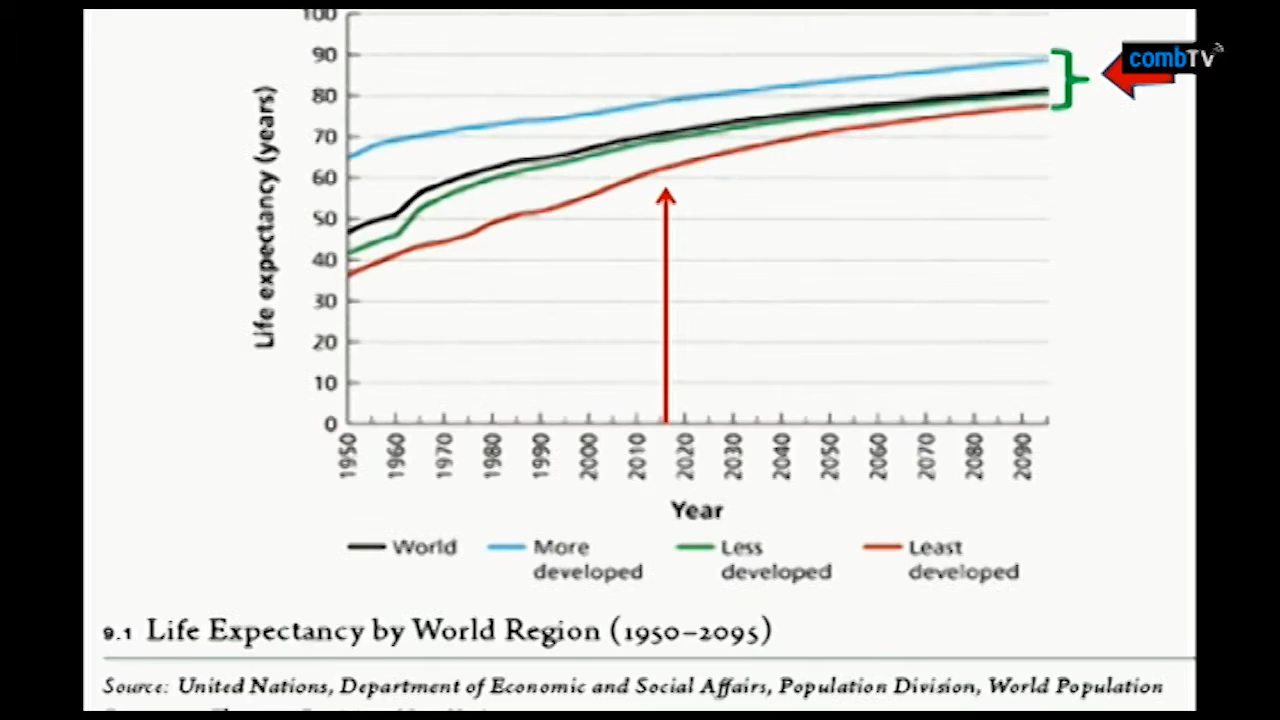 100
90
80
70
60
50
40
30
20
10
0
Life expectancy (years)
1950 1960 1970 1980 1990 2000 2010 2020 2030 2040 2050 2060 2070 2080 2090
Year
World More developed Less developed Least developed
9.1 Life Expectancy by World Region (1950–2095)
Source: United Nations, Department of Economic and Social Affairs, Population Division, World Population
combTVa